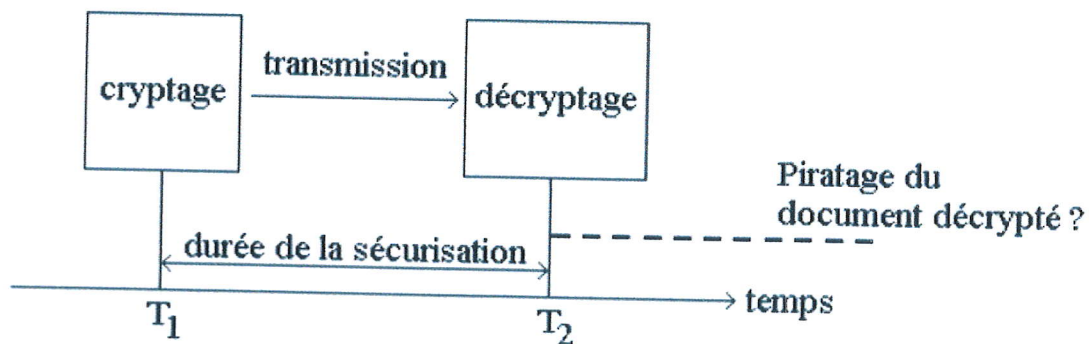 transmission
cryptage
décryptage
Piratage du
document décrypté ?
durée de la sécurisation
temps
T1
T2